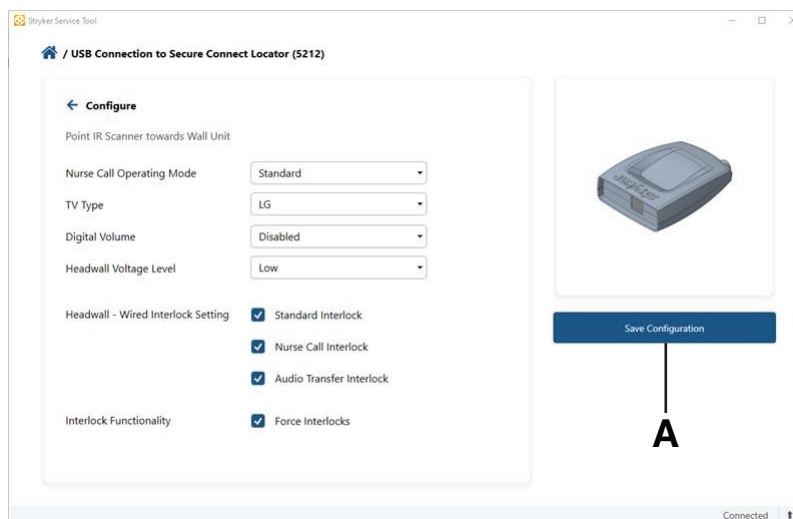 Stryker Service Tool
/ USB Connection to Secure Connect Locator (5212)
Configure
Point IR Scanner towards Wall Unit
Nurse Call Operating Mode Standard
TV Type LG
Digital Volume Disabled
Headwall Voltage Level Low
Headwall - Wired Interlock Setting Standard Interlock
Nurse Call Interlock
Audio Transfer Interlock
Interlock Functionality Force Interlocks
stryker
Save Configuration
A
Connected